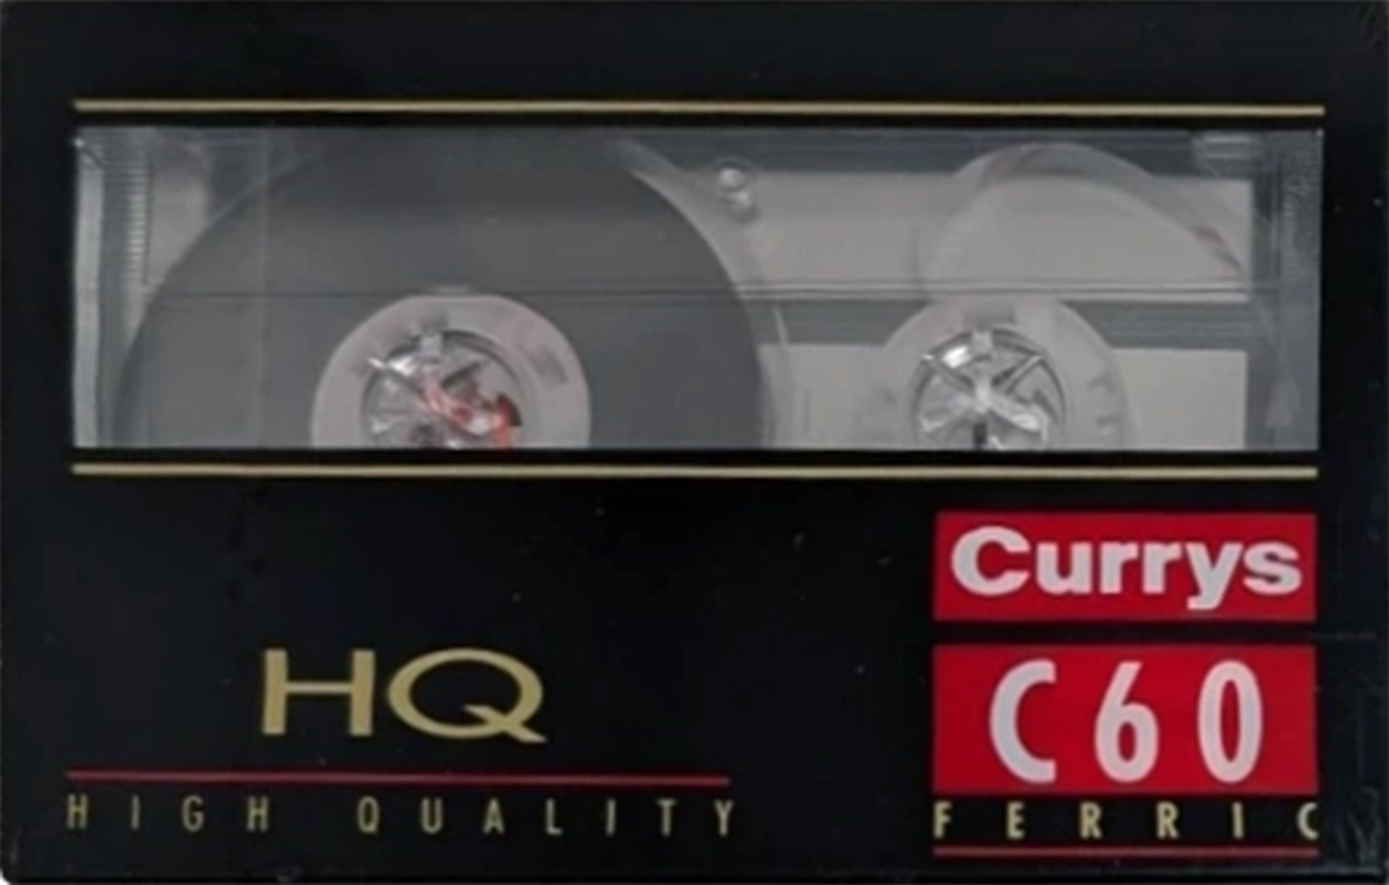 Currys
HQ
C60
HIGH QUALITY
FERRIC